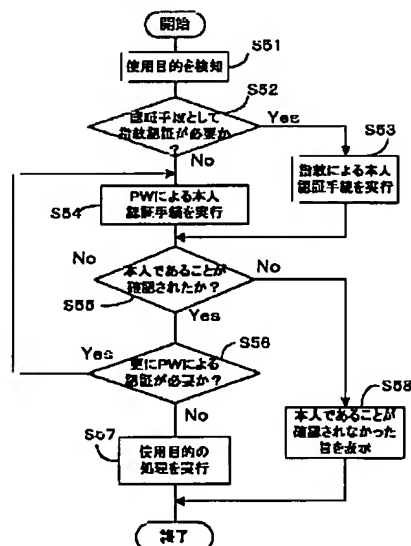 開始
S51
使用目的を検知
S52
認証手段として
指紋認証が必要か
?
Yes
No
S53
指紋による本人
認証手続を実行
S54
PWによる本人
認証手続を実行
No
本人であることが
確認されたか?
No
S55
Yes
S56
Yes
更にPWによる
認証が必要か?
No
S58
本人であることが
確認されなかった
旨を表示
S57
使用目的の
処理を実行
終了